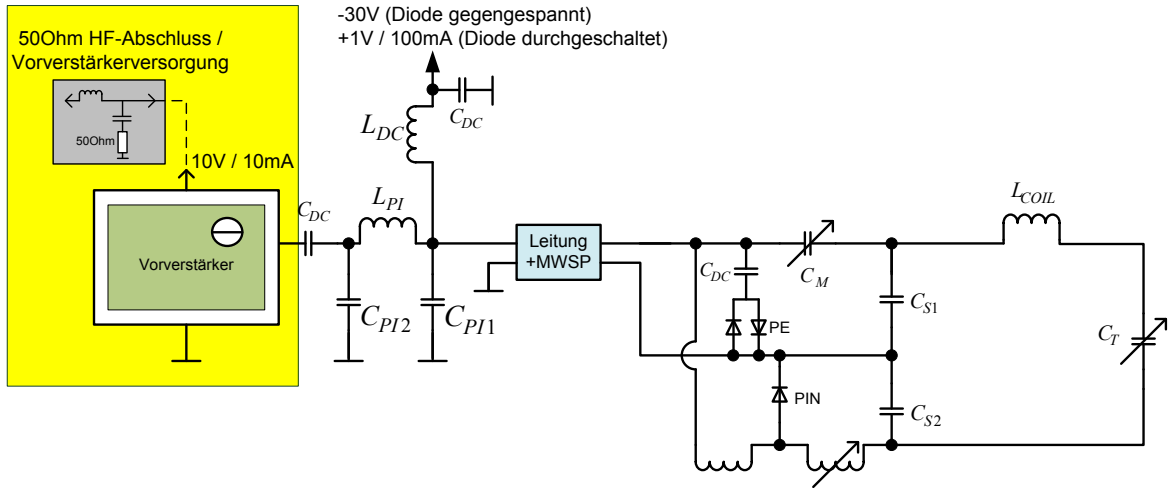 -30V (Diode gegengespannt)
+1V / 100mA (Diode durchgeschaltet)
50Ohm HF-Abschluss /
Vorverstärkerversorgung
50Ohm
10V / 10mA
C_DC
L_DC
C_DC
L_PI
Vorverstärker
C_PI2
C_PI1
Leitung
+MWSP
C_DC
C_M
PE
PIN
C_S1
C_S2
L_COIL
C_T